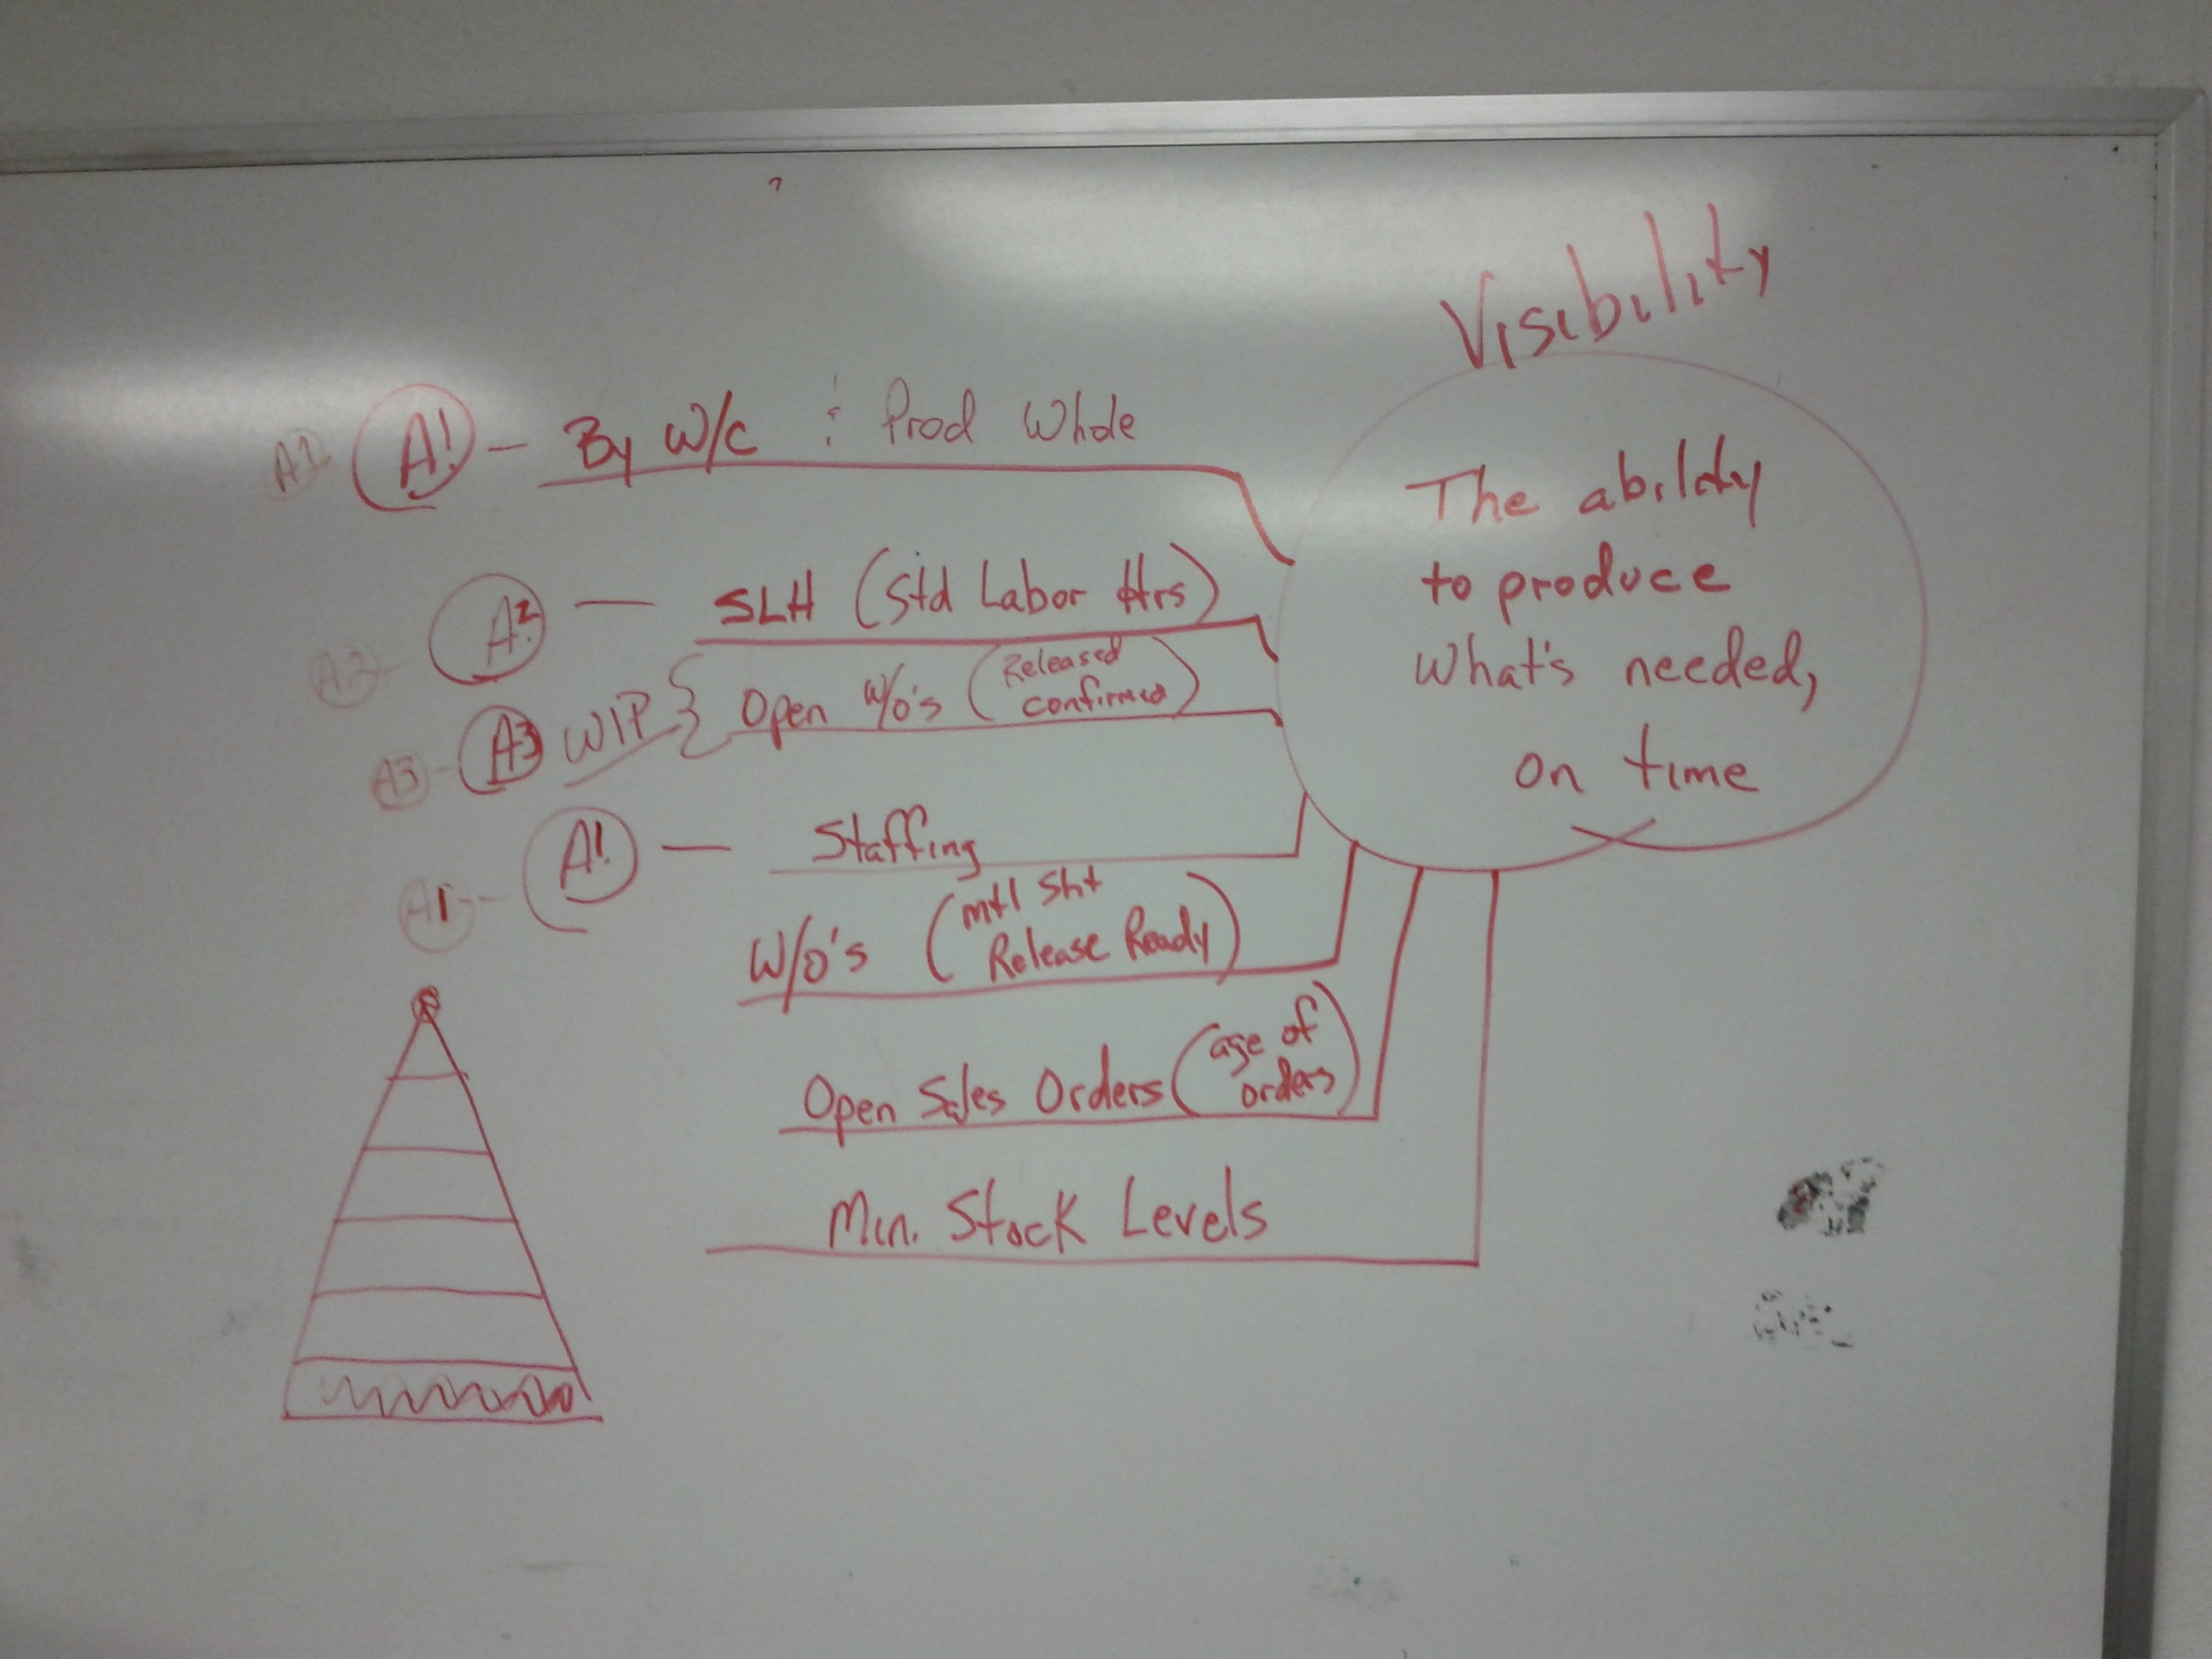 Visibility
A1 A1 - By W/C : Prod Whole
The ability
to produce
What's needed,
on time
A2 - SLH (Std Labor Hrs)
A2
A3 - A3 WIP { Open W/O's (Released
confirmed)
A1 -- A1 - Staffing
W/O's (mtl sht
Release Ready)
Open Sales Orders (age of
orders)
Min. Stock Levels